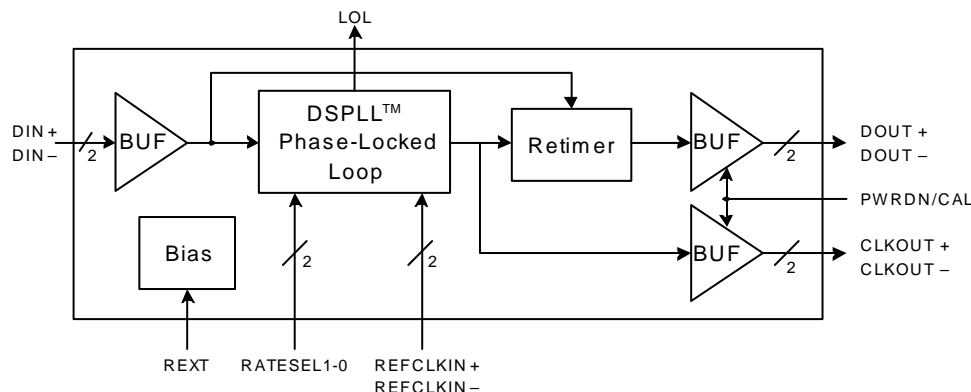 LOL
DSPLL™
Phase-Locked
Loop
DIN +
DIN –
2
BUF
Retimer
BUF
2
DOUT +
DOUT –
PWRDN/CAL
Bias
2
2
BUF
2
CLKOUT +
CLKOUT –
REXT
RATESEL1-0
REFCLKIN +
REFCLKIN –